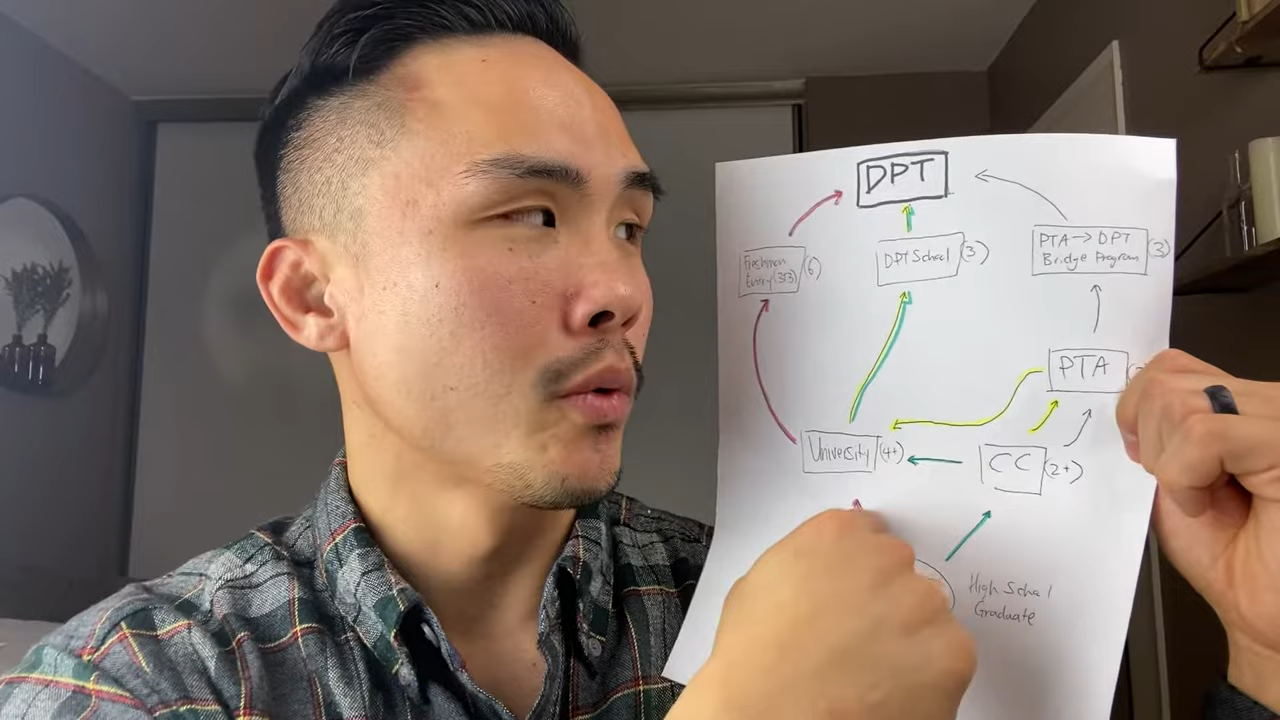 DPT
PTA → DPT
Bridge Program (3)
Freshman
Entry (3+3) (6)
DPT School (3)
PTA
University (4+)
CC (2+)
High School
Graduate